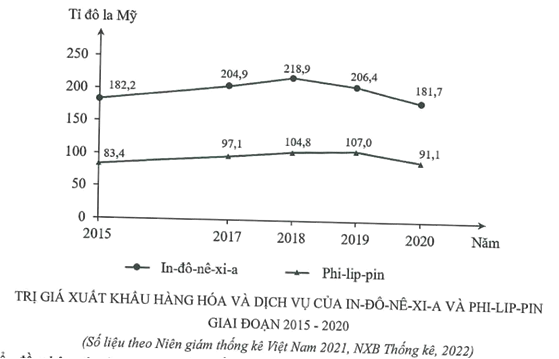 Tỉ đô la Mỹ
250
200
150
100
50
0
182,2
204,9
218,9
206,4
181,7
83,4
97,1
104,8
107,0
91,1
2015 2017 2018 2019 2020 Năm
In-đô-nê-xi-a Phi-lip-pin
TRỊ GIÁ XUẤT KHẨU HÀNG HÓA VÀ DỊCH VỤ CỦA IN-ĐÔ-NÊ-XI-A VÀ PHI-LIP-PIN
GIAI ĐOẠN 2015 - 2020
(Số liệu theo Niên giám thống kê Việt Nam 2021, NXB Thống kê, 2022)